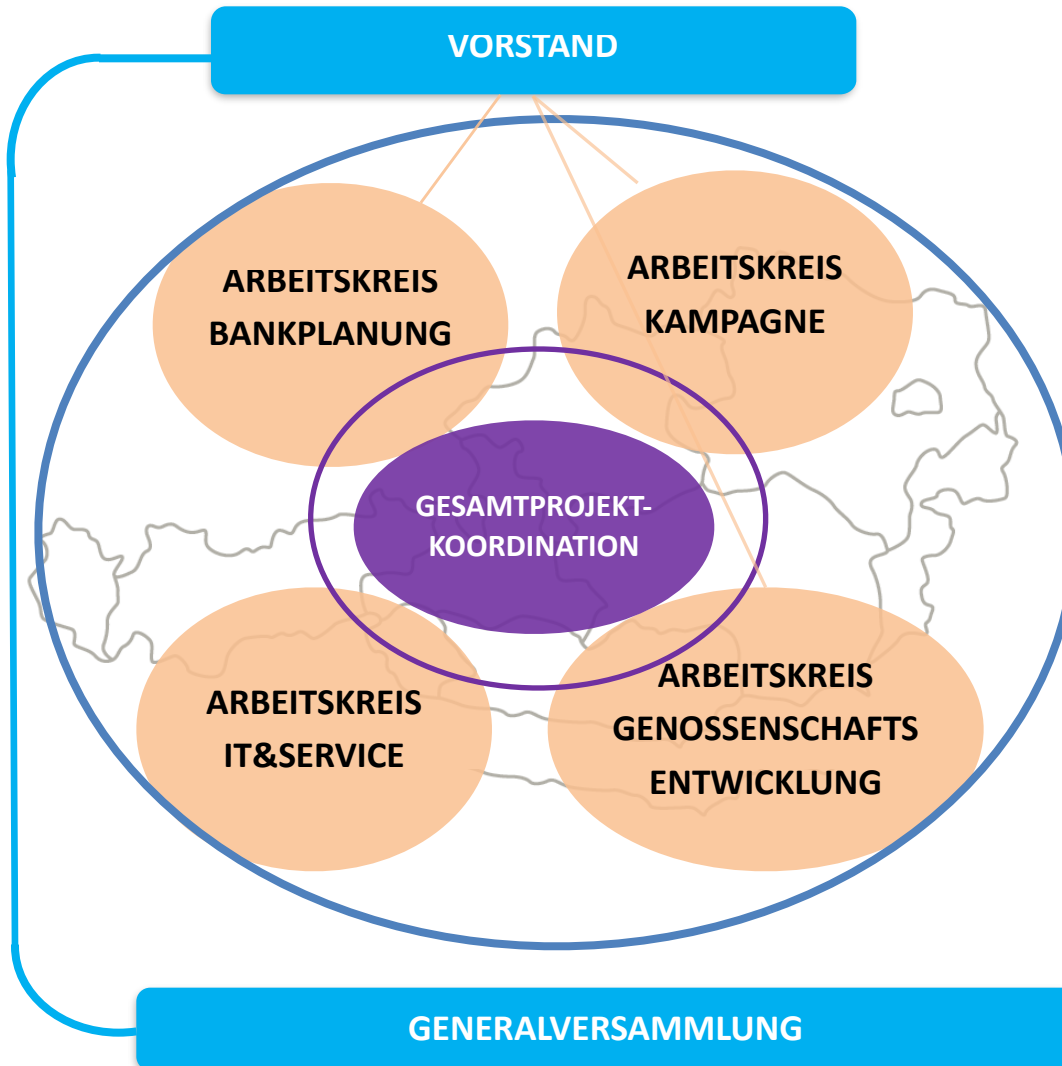 VORSTAND
ARBEITSKREIS
BANKPLANUNG
ARBEITSKREIS
KAMPAGNE
GESAMTPROJEKT-
KOORDINATION
ARBEITSKREIS
IT&SERVICE
ARBEITSKREIS
GENOSSENSCHAFTS
ENTWICKLUNG
GENERALVERSAMMLUNG